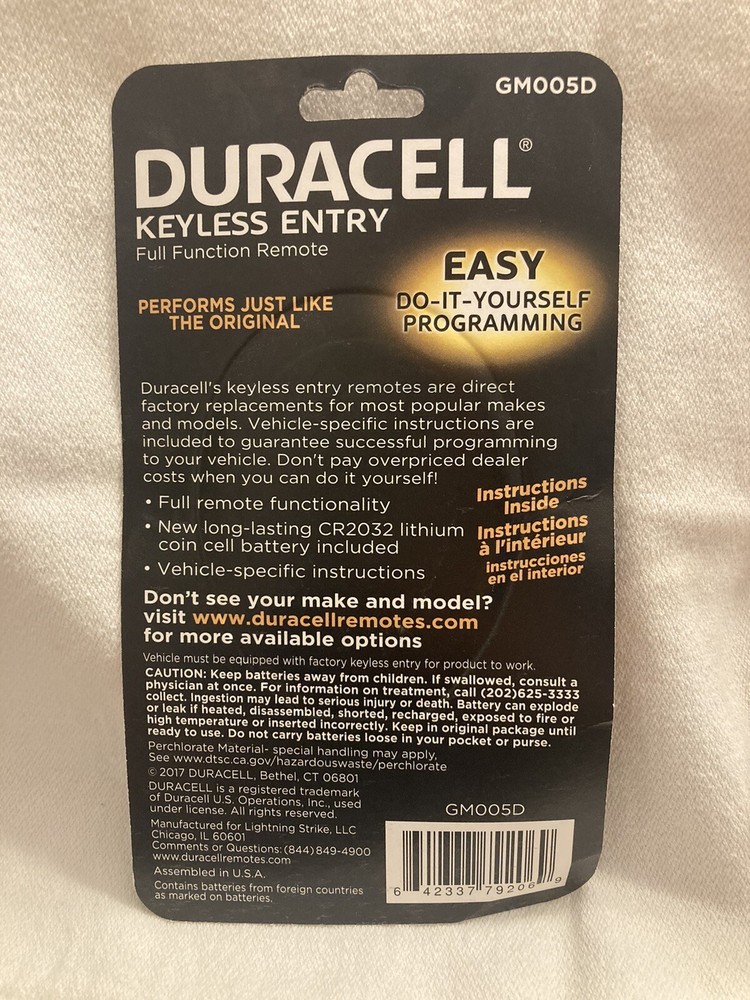 GM005D
DURACELL®
KEYLESS ENTRY
Full Function Remote
EASY
DO-IT-YOURSELF
PROGRAMMING
PERFORMS JUST LIKE
THE ORIGINAL
Duracell's keyless entry remotes are direct
factory replacements for most popular makes
and models. Vehicle-specific instructions are
included to guarantee successful programming
to your vehicle. Don't pay overpriced dealer
costs when you can do it yourself!
• Full remote functionality
• New long-lasting CR2032 lithium
coin cell battery included
• Vehicle-specific instructions
Instructions
Inside
Instructions
à l'intérieur
instrucciones
en el interior
Don't see your make and model?
visit www.duracellremotes.com
for more available options
Vehicle must be equipped with factory keyless entry for product to work.
CAUTION: Keep batteries away from children. If swallowed, consult a
physician at once. For information on treatment, call (202)625-3333
collect. Ingestion may lead to serious injury or death. Battery can explode
or leak if heated, disassembled, shorted, recharged, exposed to fire or
high temperature or inserted incorrectly. Keep in original package until
ready to use. Do not carry batteries loose in your pocket or purse.
Perchlorate Material- special handling may apply,
See www.dtsc.ca.gov/hazardouswaste/perchlorate
© 2017 DURACELL, Bethel, CT 06801
DURACELL is a registered trademark
of Duracell U.S. Operations, Inc., used
under license. All rights reserved.
Manufactured for Lightning Strike, LLC
Chicago, IL 60601
Comments or Questions: (844)849-4900
www.duracellremotes.com
Assembled in U.S.A.
Contains batteries from foreign countries
as marked on batteries.
GM005D
6 42337 79206 9